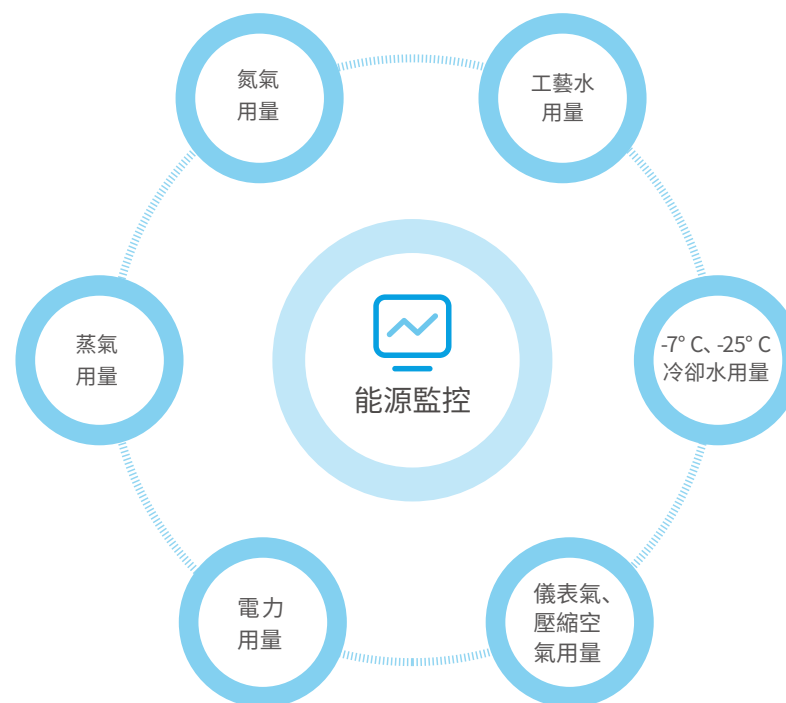 氮氣
用量
工藝水
用量
蒸氣
用量
能源監控
-7° C、-25° C
冷卻水用量
電力
用量
儀表氣、
壓縮空
氣用量